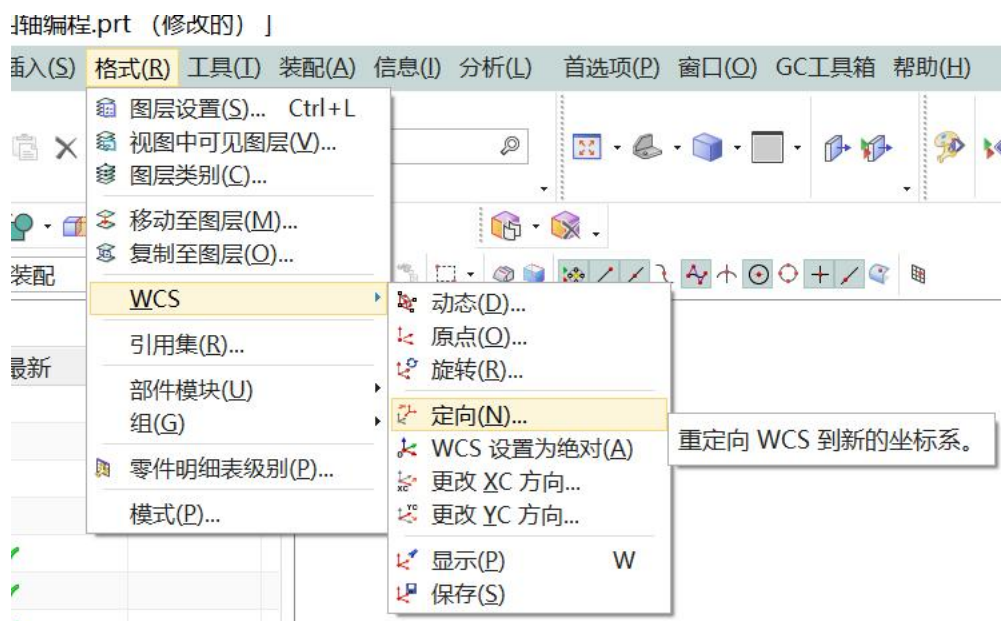 轴编程.prt （修改的） ]
插入(S) 格式(R) 工具(T) 装配(A) 信息(I) 分析(L) 首选项(P) 窗口(O) GC工具箱 帮助(H)
图层设置(S)... Ctrl+L
视图中可见图层(V)...
图层类别(C)...
移动至图层(M)...
复制至图层(O)...
装配
WCS
动态(D)...
原点(O)...
旋转(R)...
定向(N)...
重定向 WCS 到新的坐标系。
WCS 设置为绝对(A)
更改 XC 方向...
更改 YC 方向...
显示(P) W
保存(S)
引用集(R)...
最新
部件模块(U)
组(G)
零件明细表级别(P)...
模式(P)...